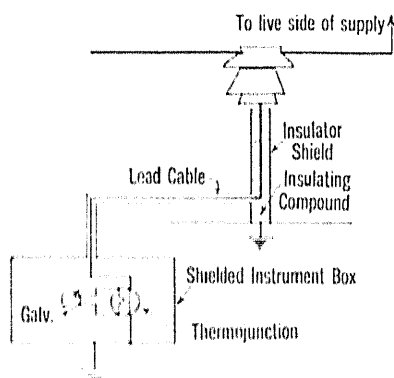 To live side of supply
Insulator
Shield
Lead Cable
Insulating
Compound
Shielded Instrument Box
Galv.
Thermojunction